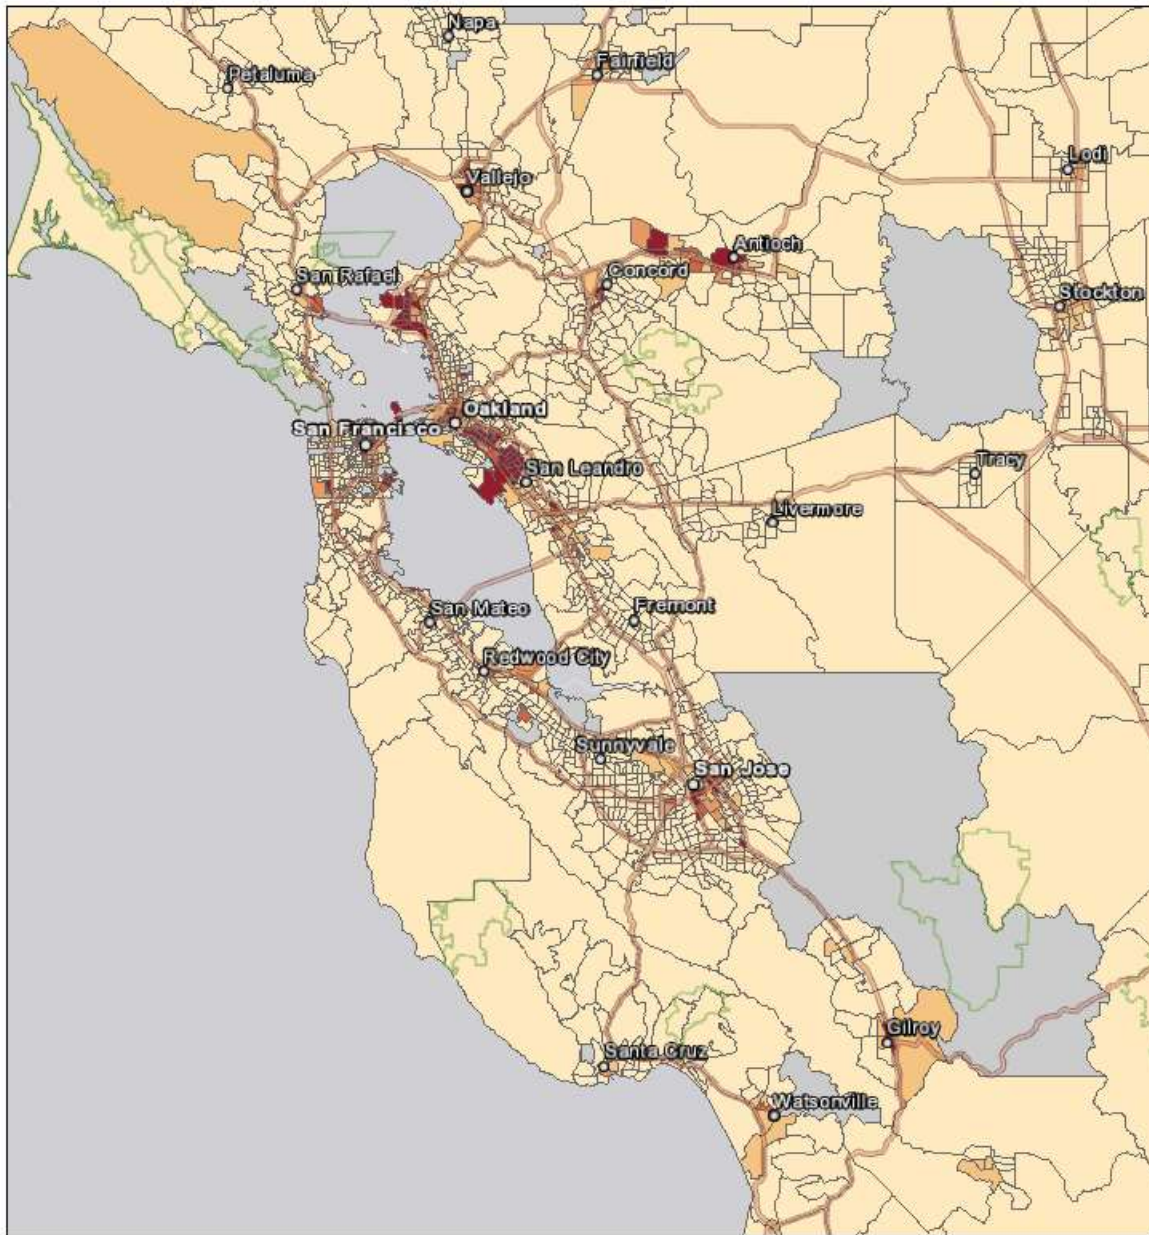 Napa
Fairfield
Petaluma
Lodi
Vallejo
Antioch
Concord
San Rafael
Stockton
Oakland
San Francisco
Tracy
San Leandro
Livermore
Fremont
San Mateo
Redwood City
Sunnyvale
San Jose
Gilroy
Santa Cruz
Watsonville